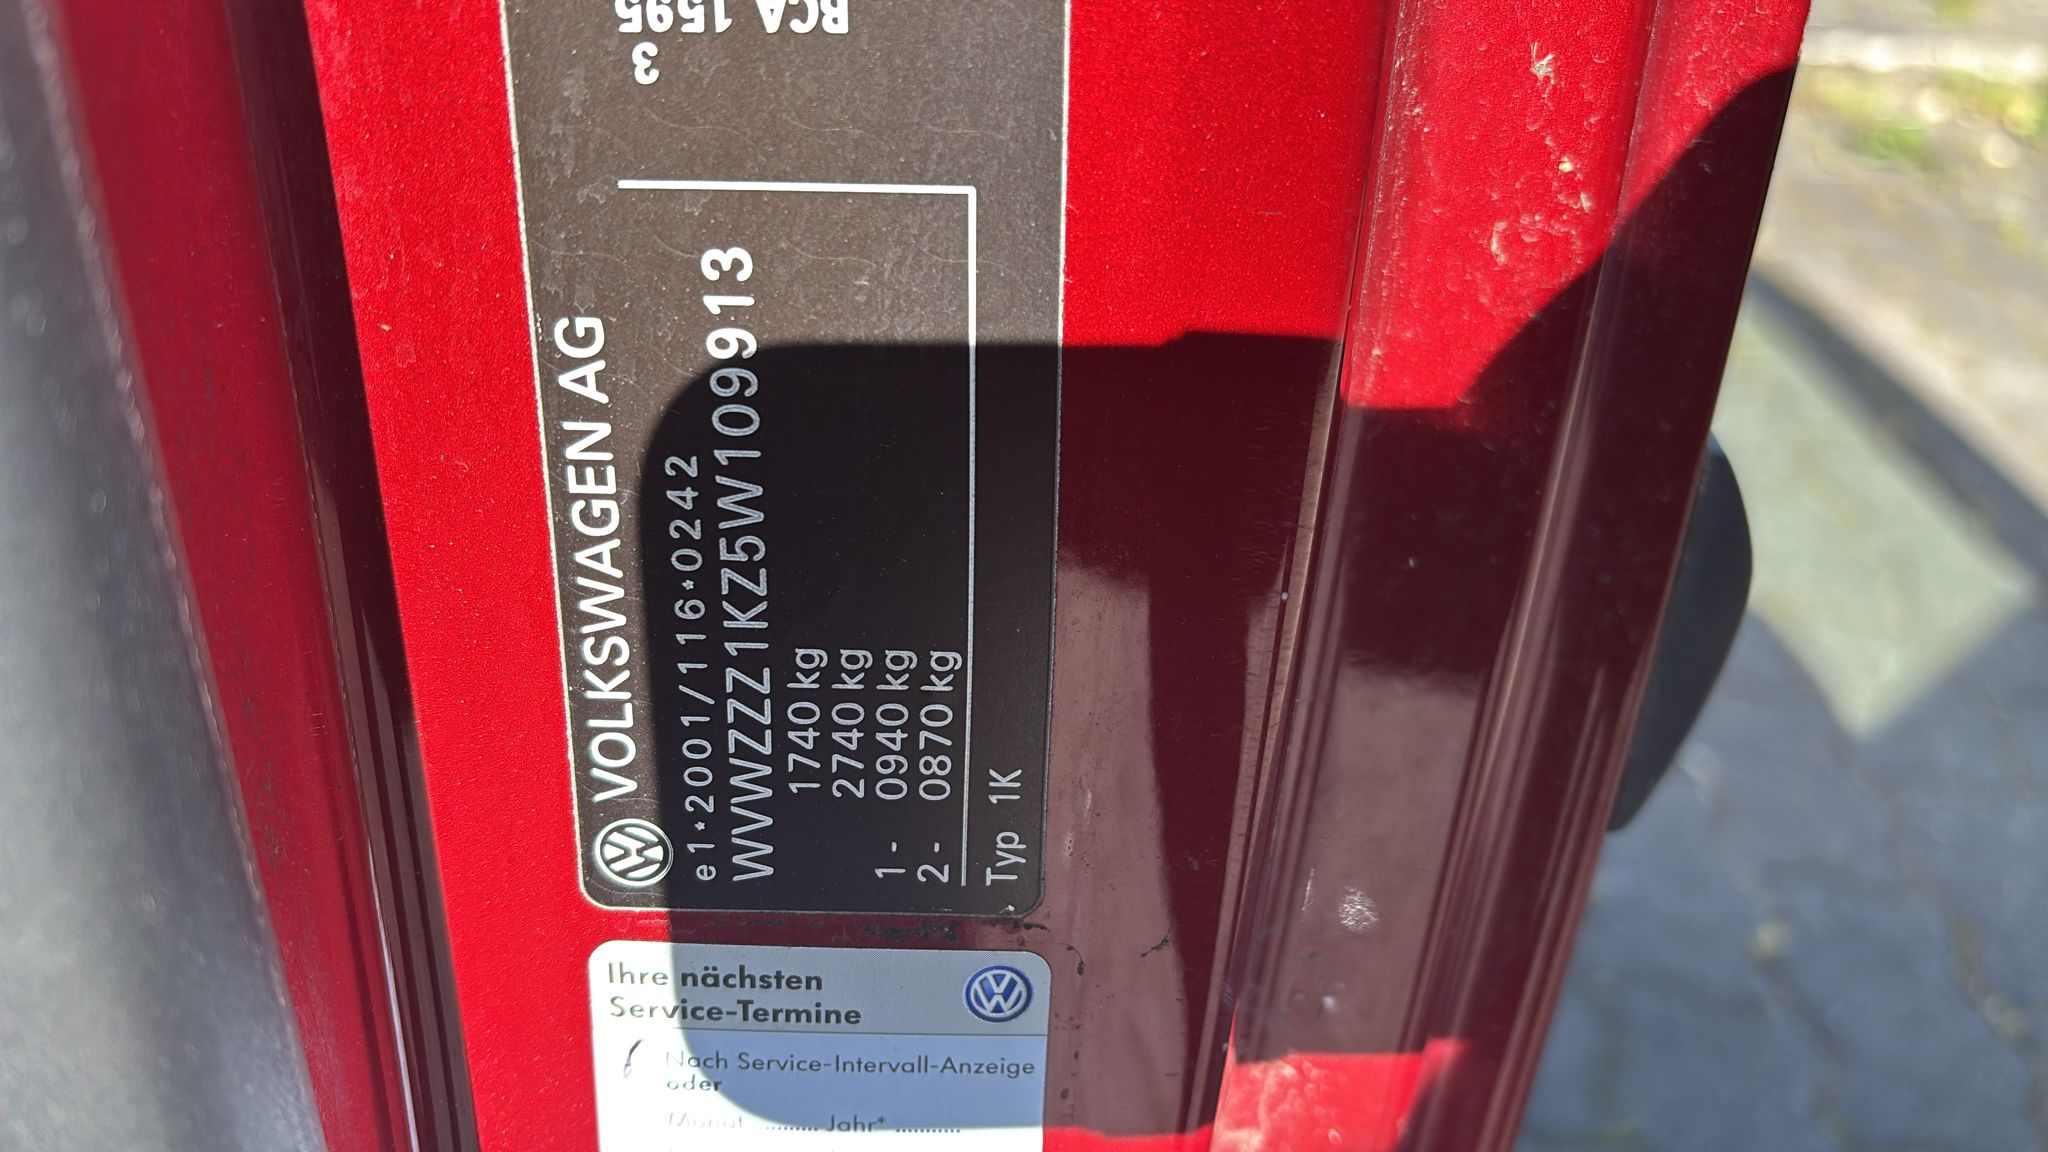 VOLKSWAGEN AG
e1*2001/116*0242
WVWZZZ1KZ5W109913
1740 kg
2740 kg
1- 0940 kg
2- 0870 kg
Typ 1K
BCA 1595
3
Ihre nächsten
Service-Termine
Nach Service-Intervall-Anzeige
oder
Monat .......... Jahr* ..........